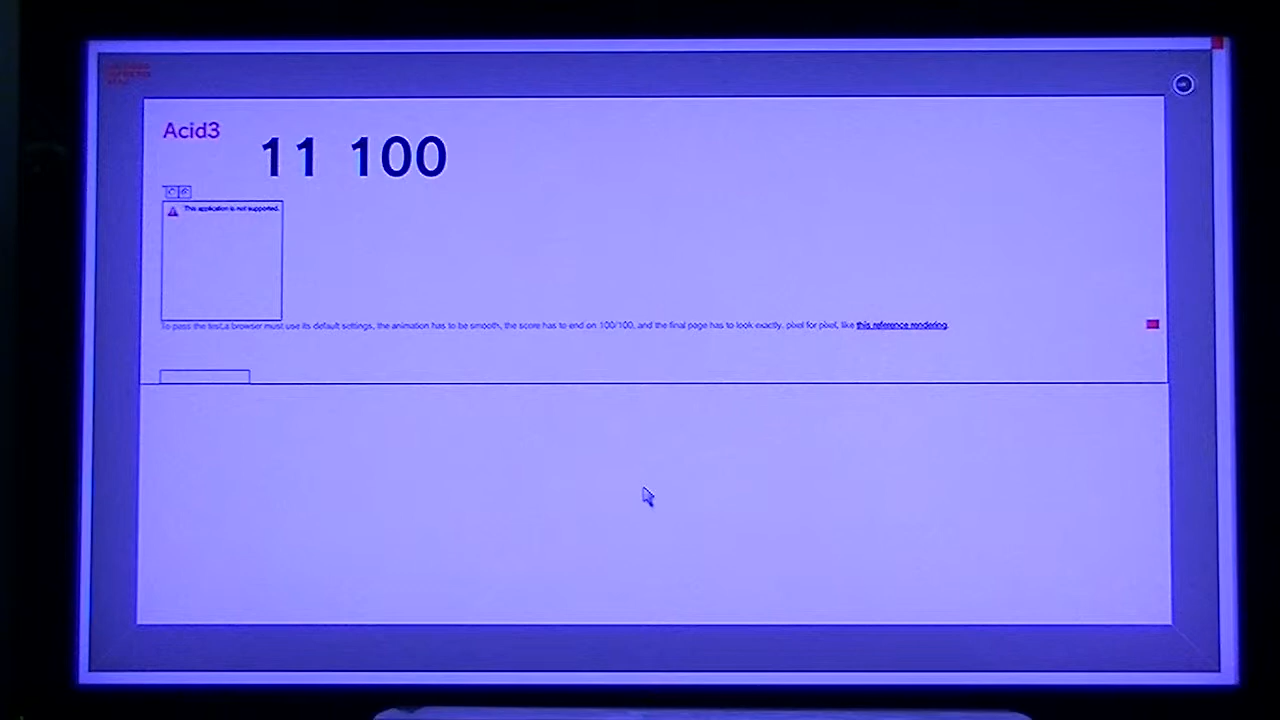 Acid3
11 100
This application is not supported.
To pass the test,a browser must use its default settings, the animation has to be smooth, the score has to end on 100/100, and the final page has to look exactly, pixel for pixel, like this reference rendering.